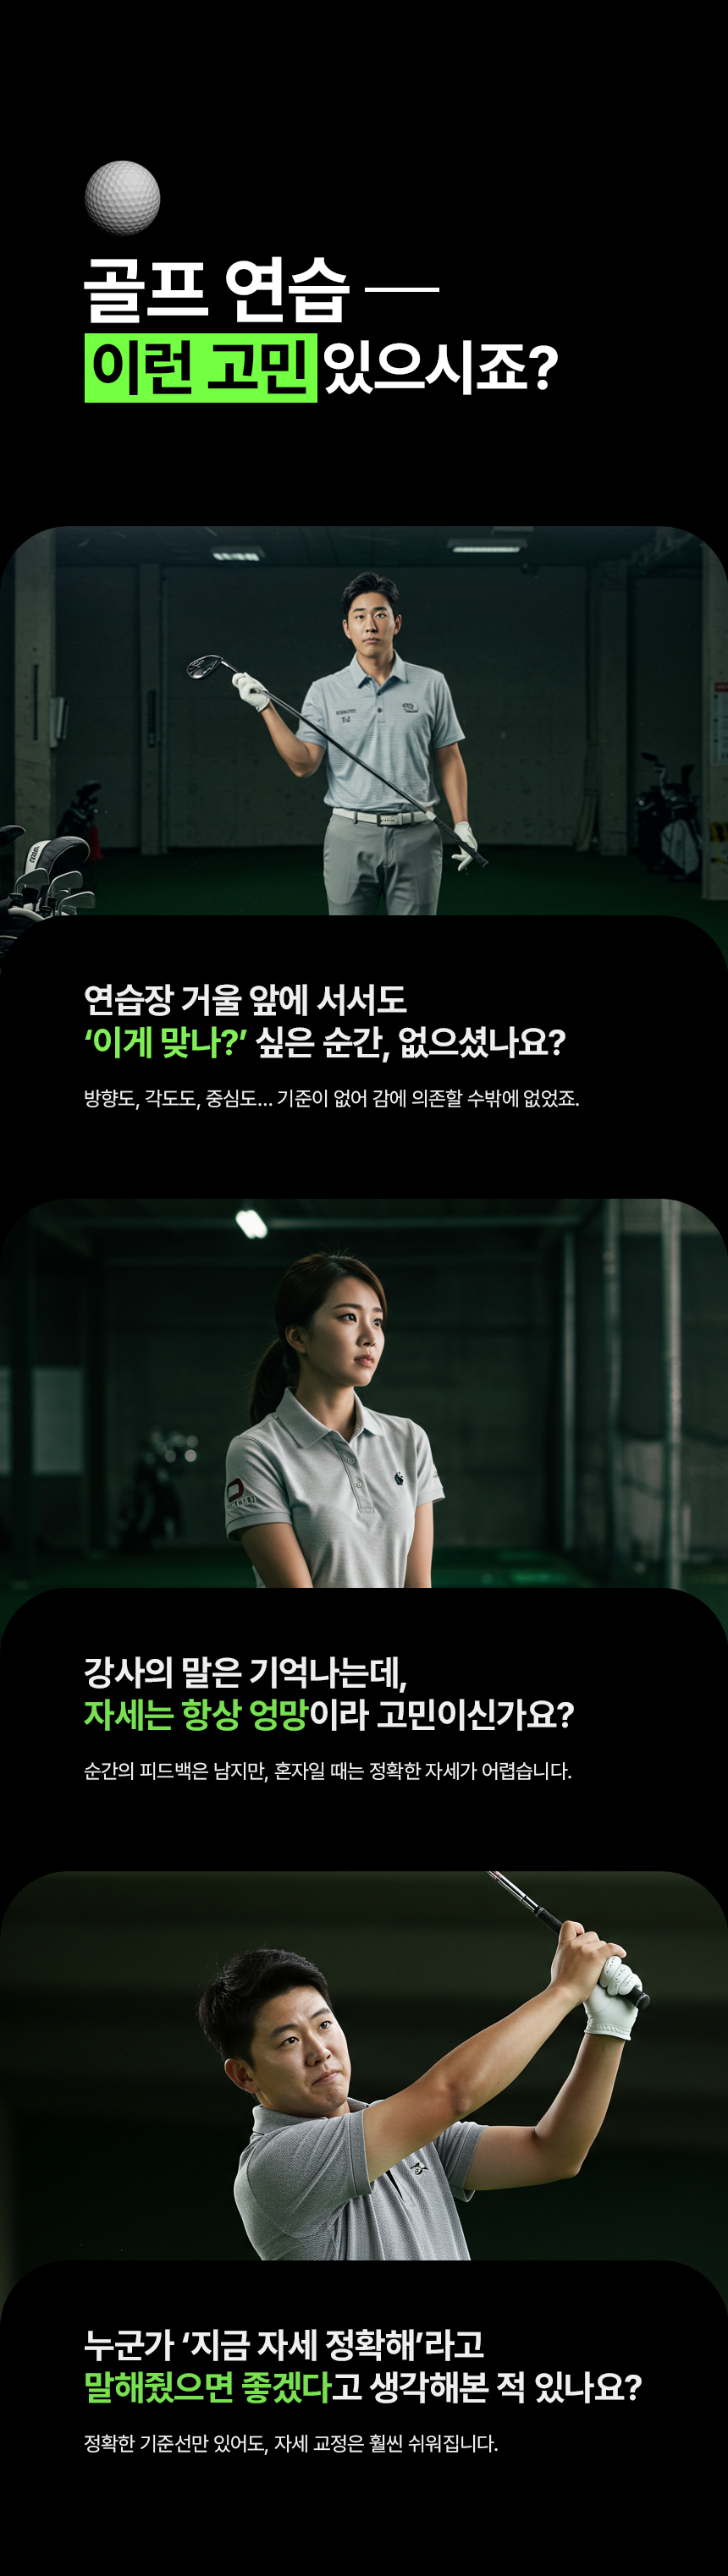 골프 연습 —
이런 고민 있으시죠?
연습장 거울 앞에 서서도
‘이게 맞나?’ 싶은 순간, 없으셨나요?
방향도, 각도도, 중심도... 기준이 없어 감에 의존할 수밖에 없었죠.
강사의 말은 기억나는데,
자세는 항상 엉망이라 고민이신가요?
순간의 피드백은 남지만, 혼자일 때는 정확한 자세가 어렵습니다.
누군가 ‘지금 자세 정확해’라고
말해줬으면 좋겠다고 생각해본 적 있나요?
정확한 기준선만 있어도, 자세 교정은 훨씬 쉬워집니다.